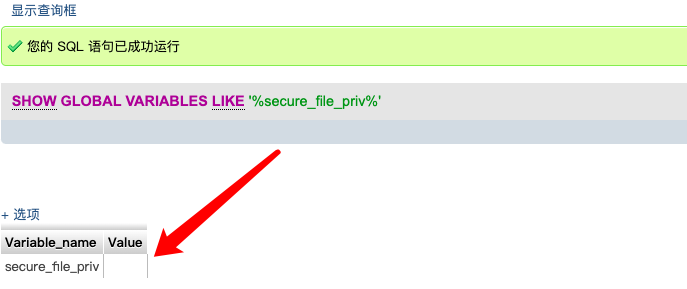 显示查询框
您的 SQL 语句已成功运行
SHOW GLOBAL VARIABLES LIKE '%secure_file_priv%'
+ 选项
Variable_name Value
secure_file_priv